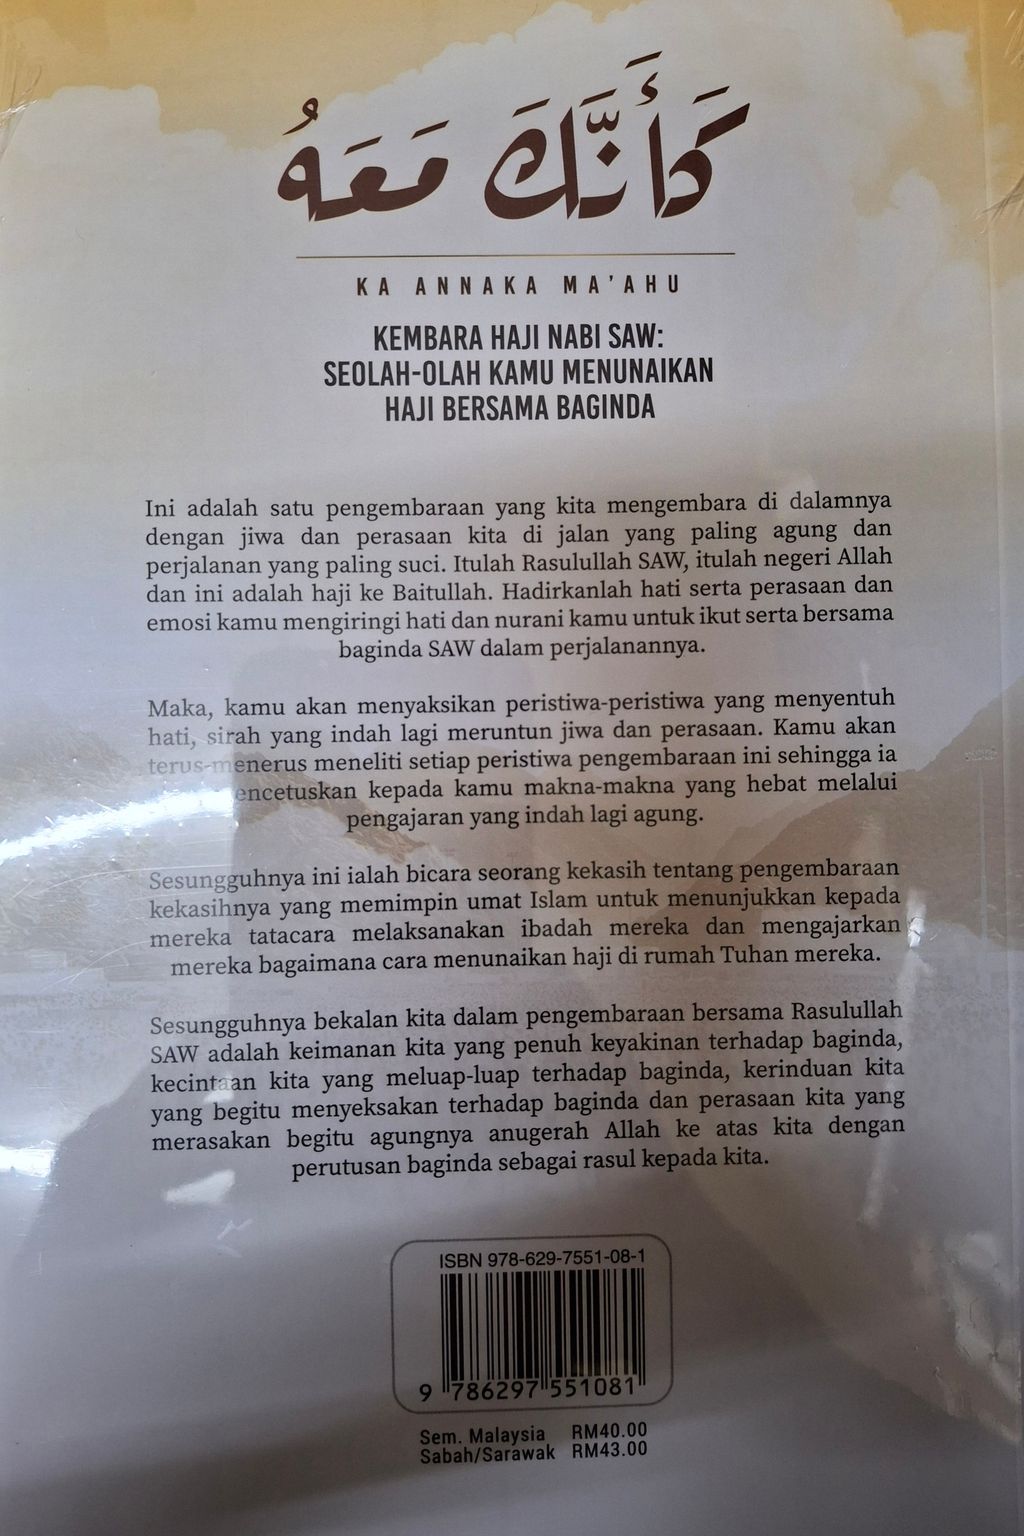 كَأَنَّكَ مَعَهُ
KA ANNAKA MA'AHU
KEMBARA HAJI NABI SAW:
SEOLAH-OLAH KAMU MENUNAIKAN
HAJI BERSAMA BAGINDA
Ini adalah satu pengembaraan yang kita mengembara di dalamnya
dengan jiwa dan perasaan kita di jalan yang paling agung dan
perjalanan yang paling suci. Itulah Rasulullah SAW, itulah negeri Allah
dan ini adalah haji ke Baitullah. Hadirkanlah hati serta perasaan dan
emosi kamu mengiringi hati dan nurani kamu untuk ikut serta bersama
baginda SAW dalam perjalanannya.
Maka, kamu akan menyaksikan peristiwa-peristiwa yang menyentuh
hati, sirah yang indah lagi meruntun jiwa dan perasaan. Kamu akan
terus-menerus meneliti setiap peristiwa pengembaraan ini sehingga ia
encetuskan kepada kamu makna-makna yang hebat melalui
pengajaran yang indah lagi agung.
Sesungguhnya ini ialah bicara seorang kekasih tentang pengembaraan
kekasihnya yang memimpin umat Islam untuk menunjukkan kepada
mereka tatacara melaksanakan ibadah mereka dan mengajarkan
mereka bagaimana cara menunaikan haji di rumah Tuhan mereka.
Sesungguhnya bekalan kita dalam pengembaraan bersama Rasulullah
SAW adalah keimanan kita yang penuh keyakinan terhadap baginda,
kecintaan kita yang meluap-luap terhadap baginda, kerinduan kita
yang begitu menyeksakan terhadap baginda dan perasaan kita yang
merasakan begitu agungnya anugerah Allah ke atas kita dengan
perutusan baginda sebagai rasul kepada kita.
ISBN 978-629-7551-08-1
9 786297 551081
Sem. Malaysia RM40.00
Sabah/Sarawak RM43.00